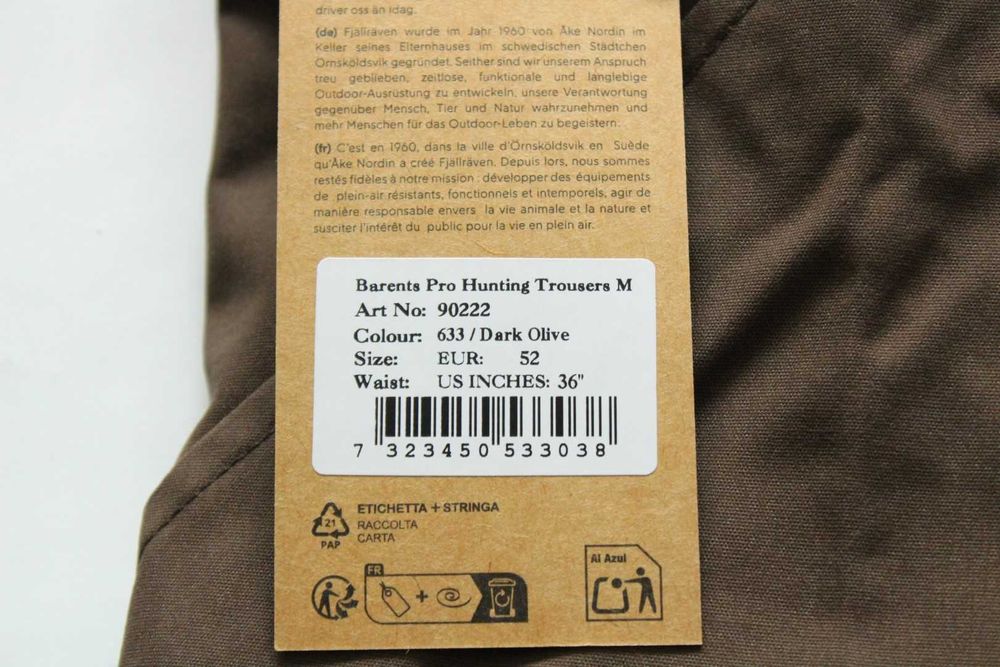 driver oss än idag.
(de) Fjällräven wurde im Jahr 1960 von Åke Nordin im
Keller seines Elternhauses im schwedischen Städtchen
Örnsköldsvik gegründet. Seither sind wir unserem Anspruch
treu geblieben, zeitlose, funktionale und langlebige
Outdoor-Ausrüstung zu entwickeln, unsere Verantwortung
gegenüber Mensch, Tier und Natur wahrzunehmen und
mehr Menschen für das Outdoor-Leben zu begeistern.
(fr) C'est en 1960, dans la ville d'Örnsköldsvik en Suède
qu'Åke Nordin a créé Fjällräven. Depuis lors, nous sommes
restés fidèles à notre mission : développer des équipements
de plein-air résistants, fonctionnels et intemporels, agir de
manière responsable envers la vie animale et la nature et
susciter l'intérêt du public pour la vie en plein air.
Barents Pro Hunting Trousers M
Art No: 90222
Colour: 633 / Dark Olive
Size: EUR: 52
Waist: US INCHES: 36"
7 323450 533038
ETICHETTA + STRINGA
RACCOLTA
CARTA
21
PAP
FR
+
Al Azul